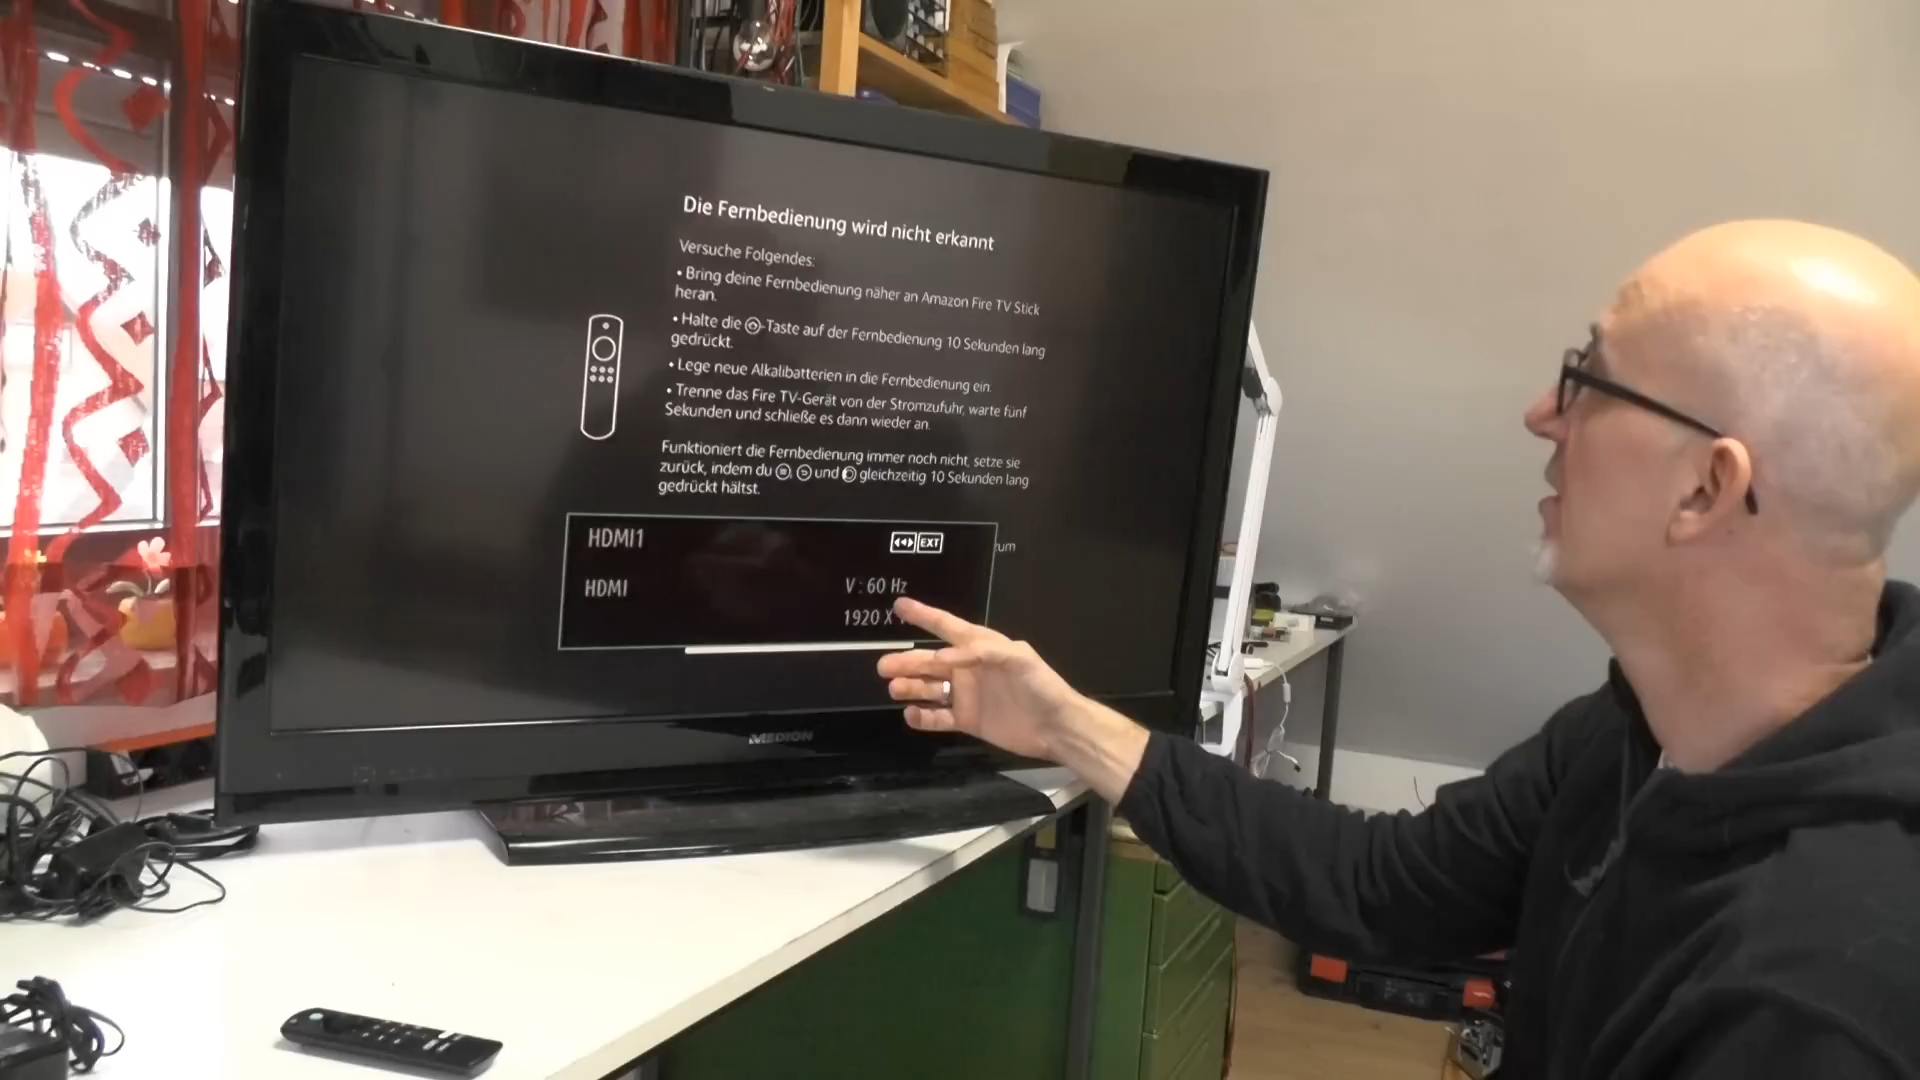 Die Fernbedienung wird nicht erkannt
Versuche Folgendes:
• Bring deine Fernbedienung näher an Amazon Fire TV Stick
heran.
• Halte die -Taste auf der Fernbedienung 10 Sekunden lang
gedrückt.
• Lege neue Alkalibatterien in die Fernbedienung ein.
• Trenne das Fire TV-Gerät von der Stromzufuhr, warte fünf
Sekunden und schließe es dann wieder an.
Funktioniert die Fernbedienung immer noch nicht, setze sie
zurück, indem du , und gleichzeitig 10 Sekunden lang
gedrückt hältst.
HDMI1 EXT
um
HDMI V : 60 Hz
1920 X
MEDION